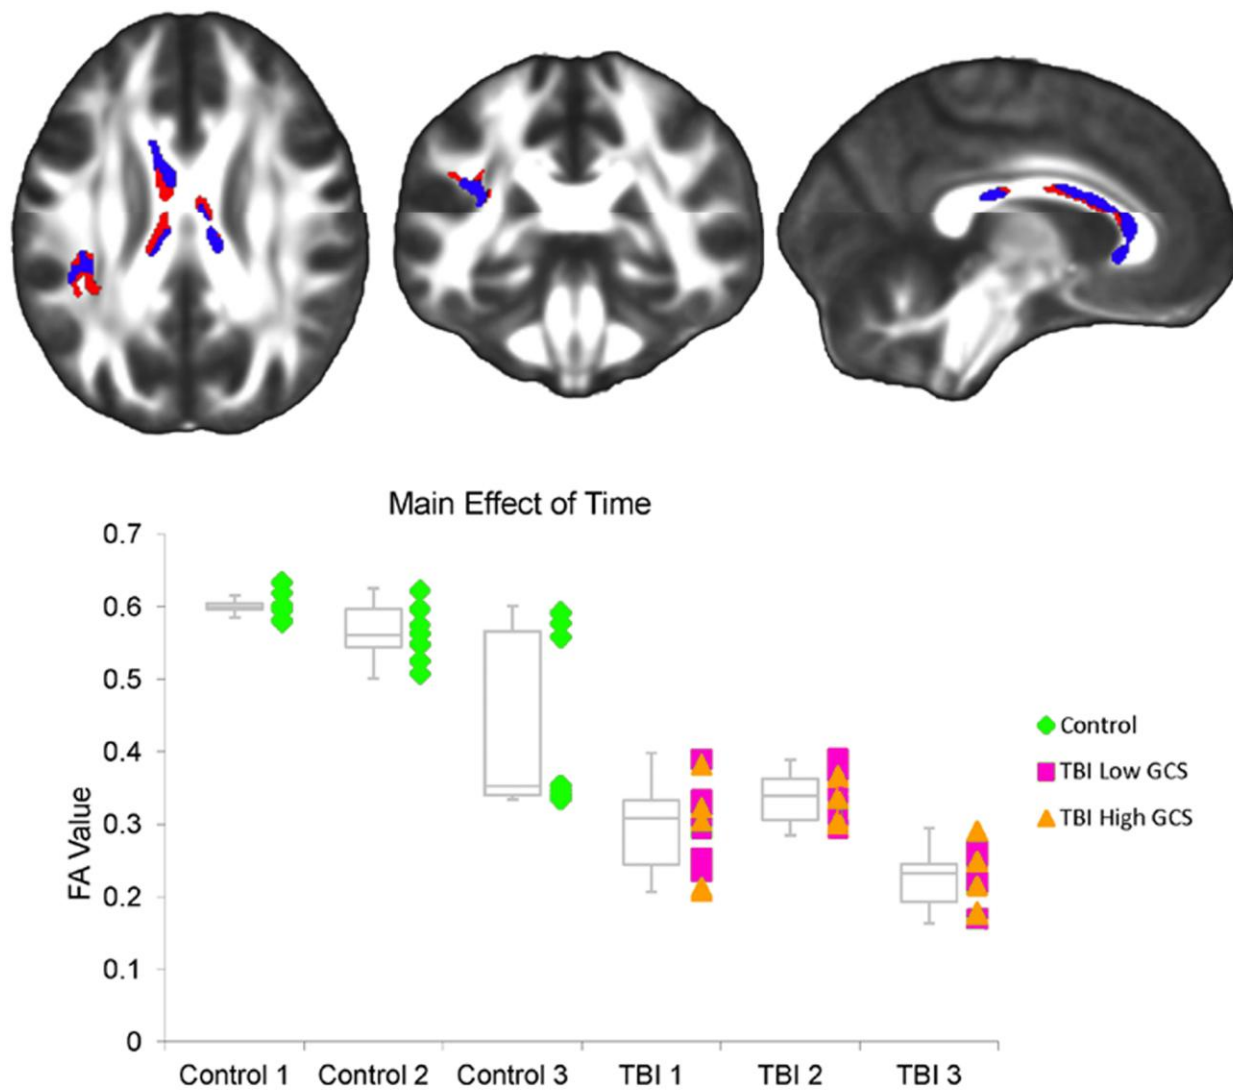 Main Effect of Time
0.7
0.6
0.5
0.4
0.3
0.2
0.1
0
FA Value
Control 1 Control 2 Control 3 TBI 1 TBI 2 TBI 3
Control
TBI Low GCS
TBI High GCS